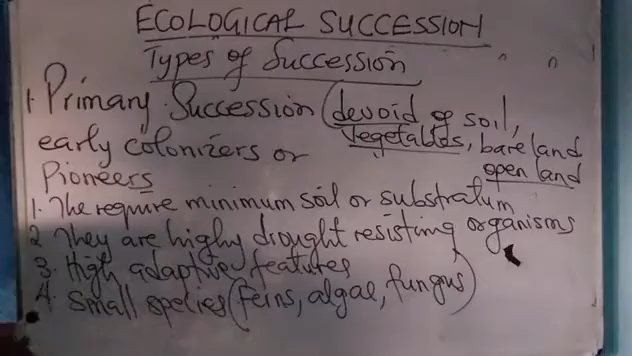 ECOLOGICAL SUCCESSION
Types of Succession
1. Primary Succession (devoid of soil,
early colonizers or vegetables, bare land
Pioneers open land
1. The require minimum soil or substratum
2. They are highy drought resisting organisms
3. High adaptive features
4. Small species (Ferns, algae, fungus)